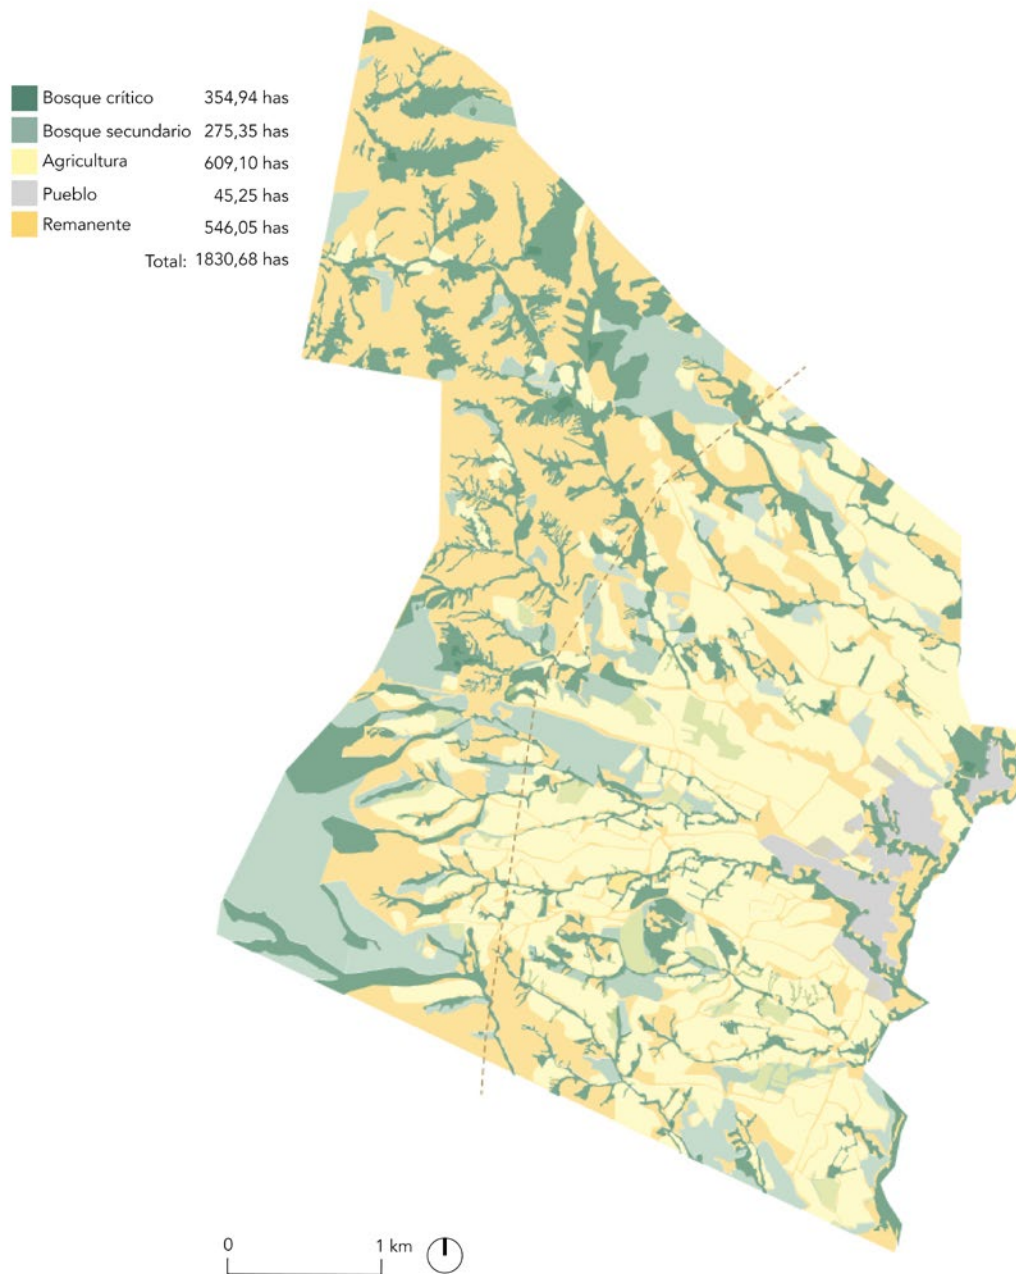 Bosque crítico 354,94 has
Bosque secundario 275,35 has
Agricultura 609,10 has
Pueblo 45,25 has
Remanente 546,05 has
Total: 1830,68 has
0 1 km